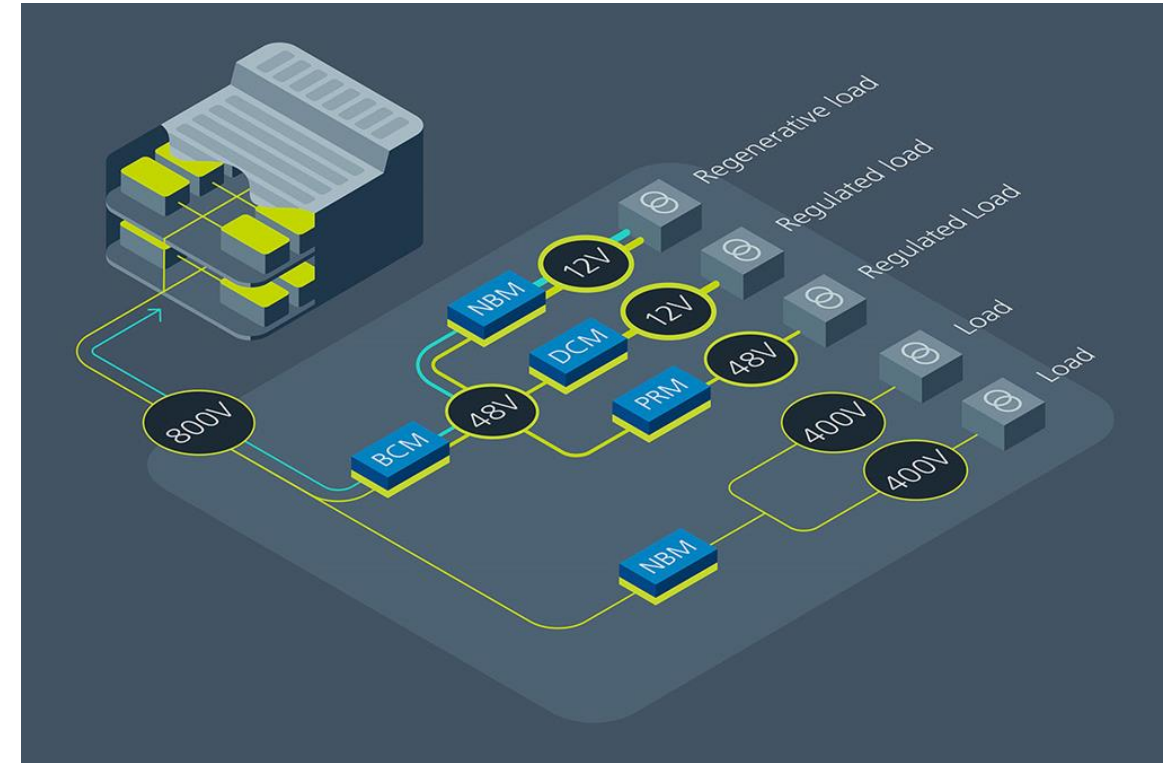 Regenerative load
Regulated load
Regulated Load
Load
Load
12V
NBM
12V
DCM
48V
PRM
48V
BCM
800V
400V
400V
NBM